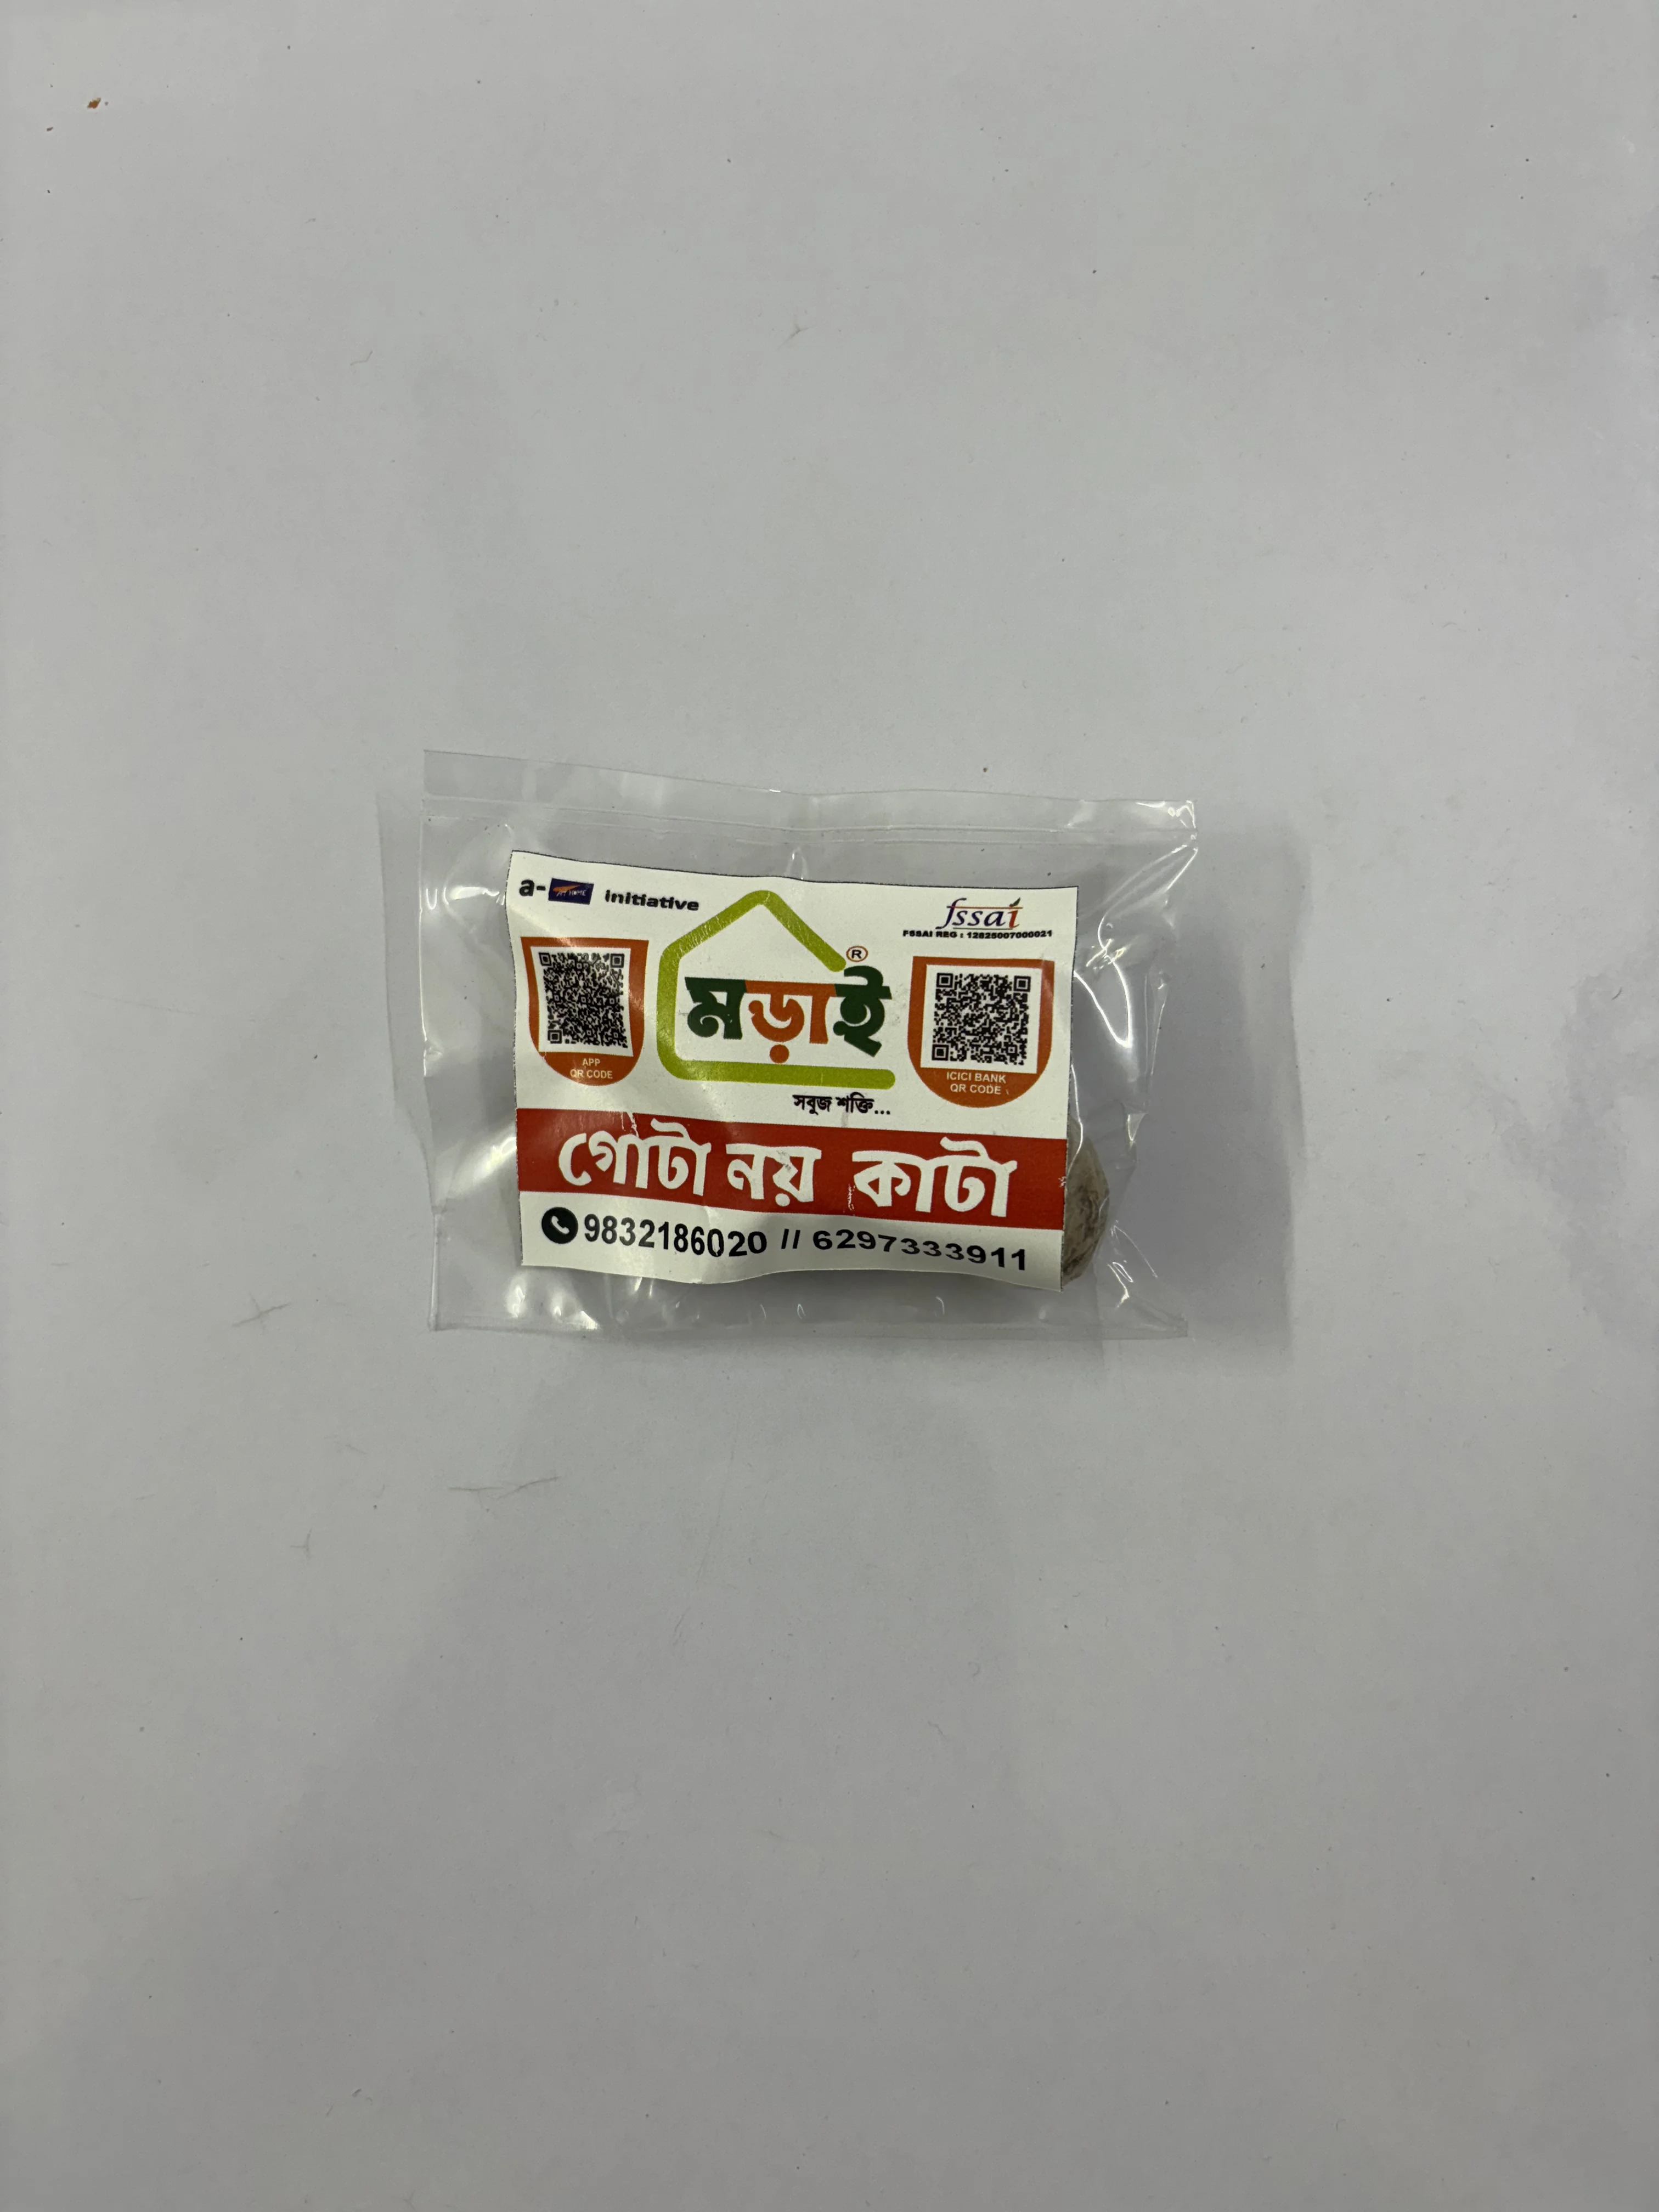 a- initiative
fssai
FSSAI REG : 12825007000021
মড়াই ®
APP
QR CODE
ICICI BANK
QR CODE
সবুজ শক্তি...
গোটা নয় কাটা
9832186020 // 6297333911